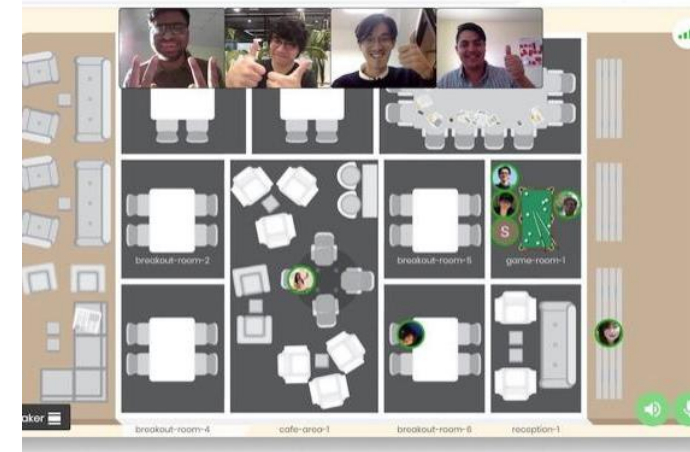 breakout-room-2
breakout-room-5
game-room-1
S
aker
breakout-room-4
cafe-area-1
breakout-room-6
reception-1